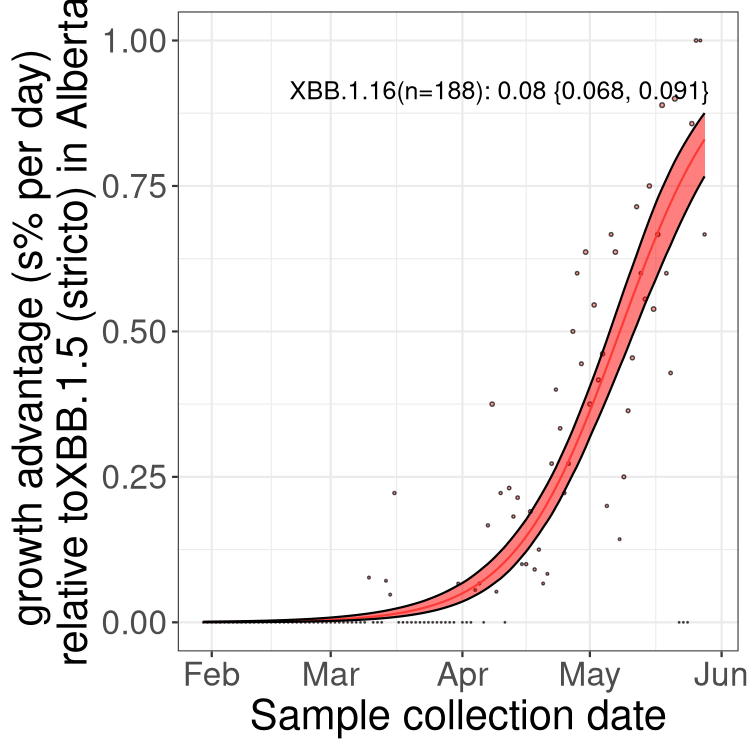 growth advantage (s% per day)
relative toXBB.1.5 (stricto) in Alberta
1.00
XBB.1.16(n=188): 0.08 {0.068, 0.091}
0.75
0.50
0.25
0.00
Feb Mar Apr May Jun
Sample collection date